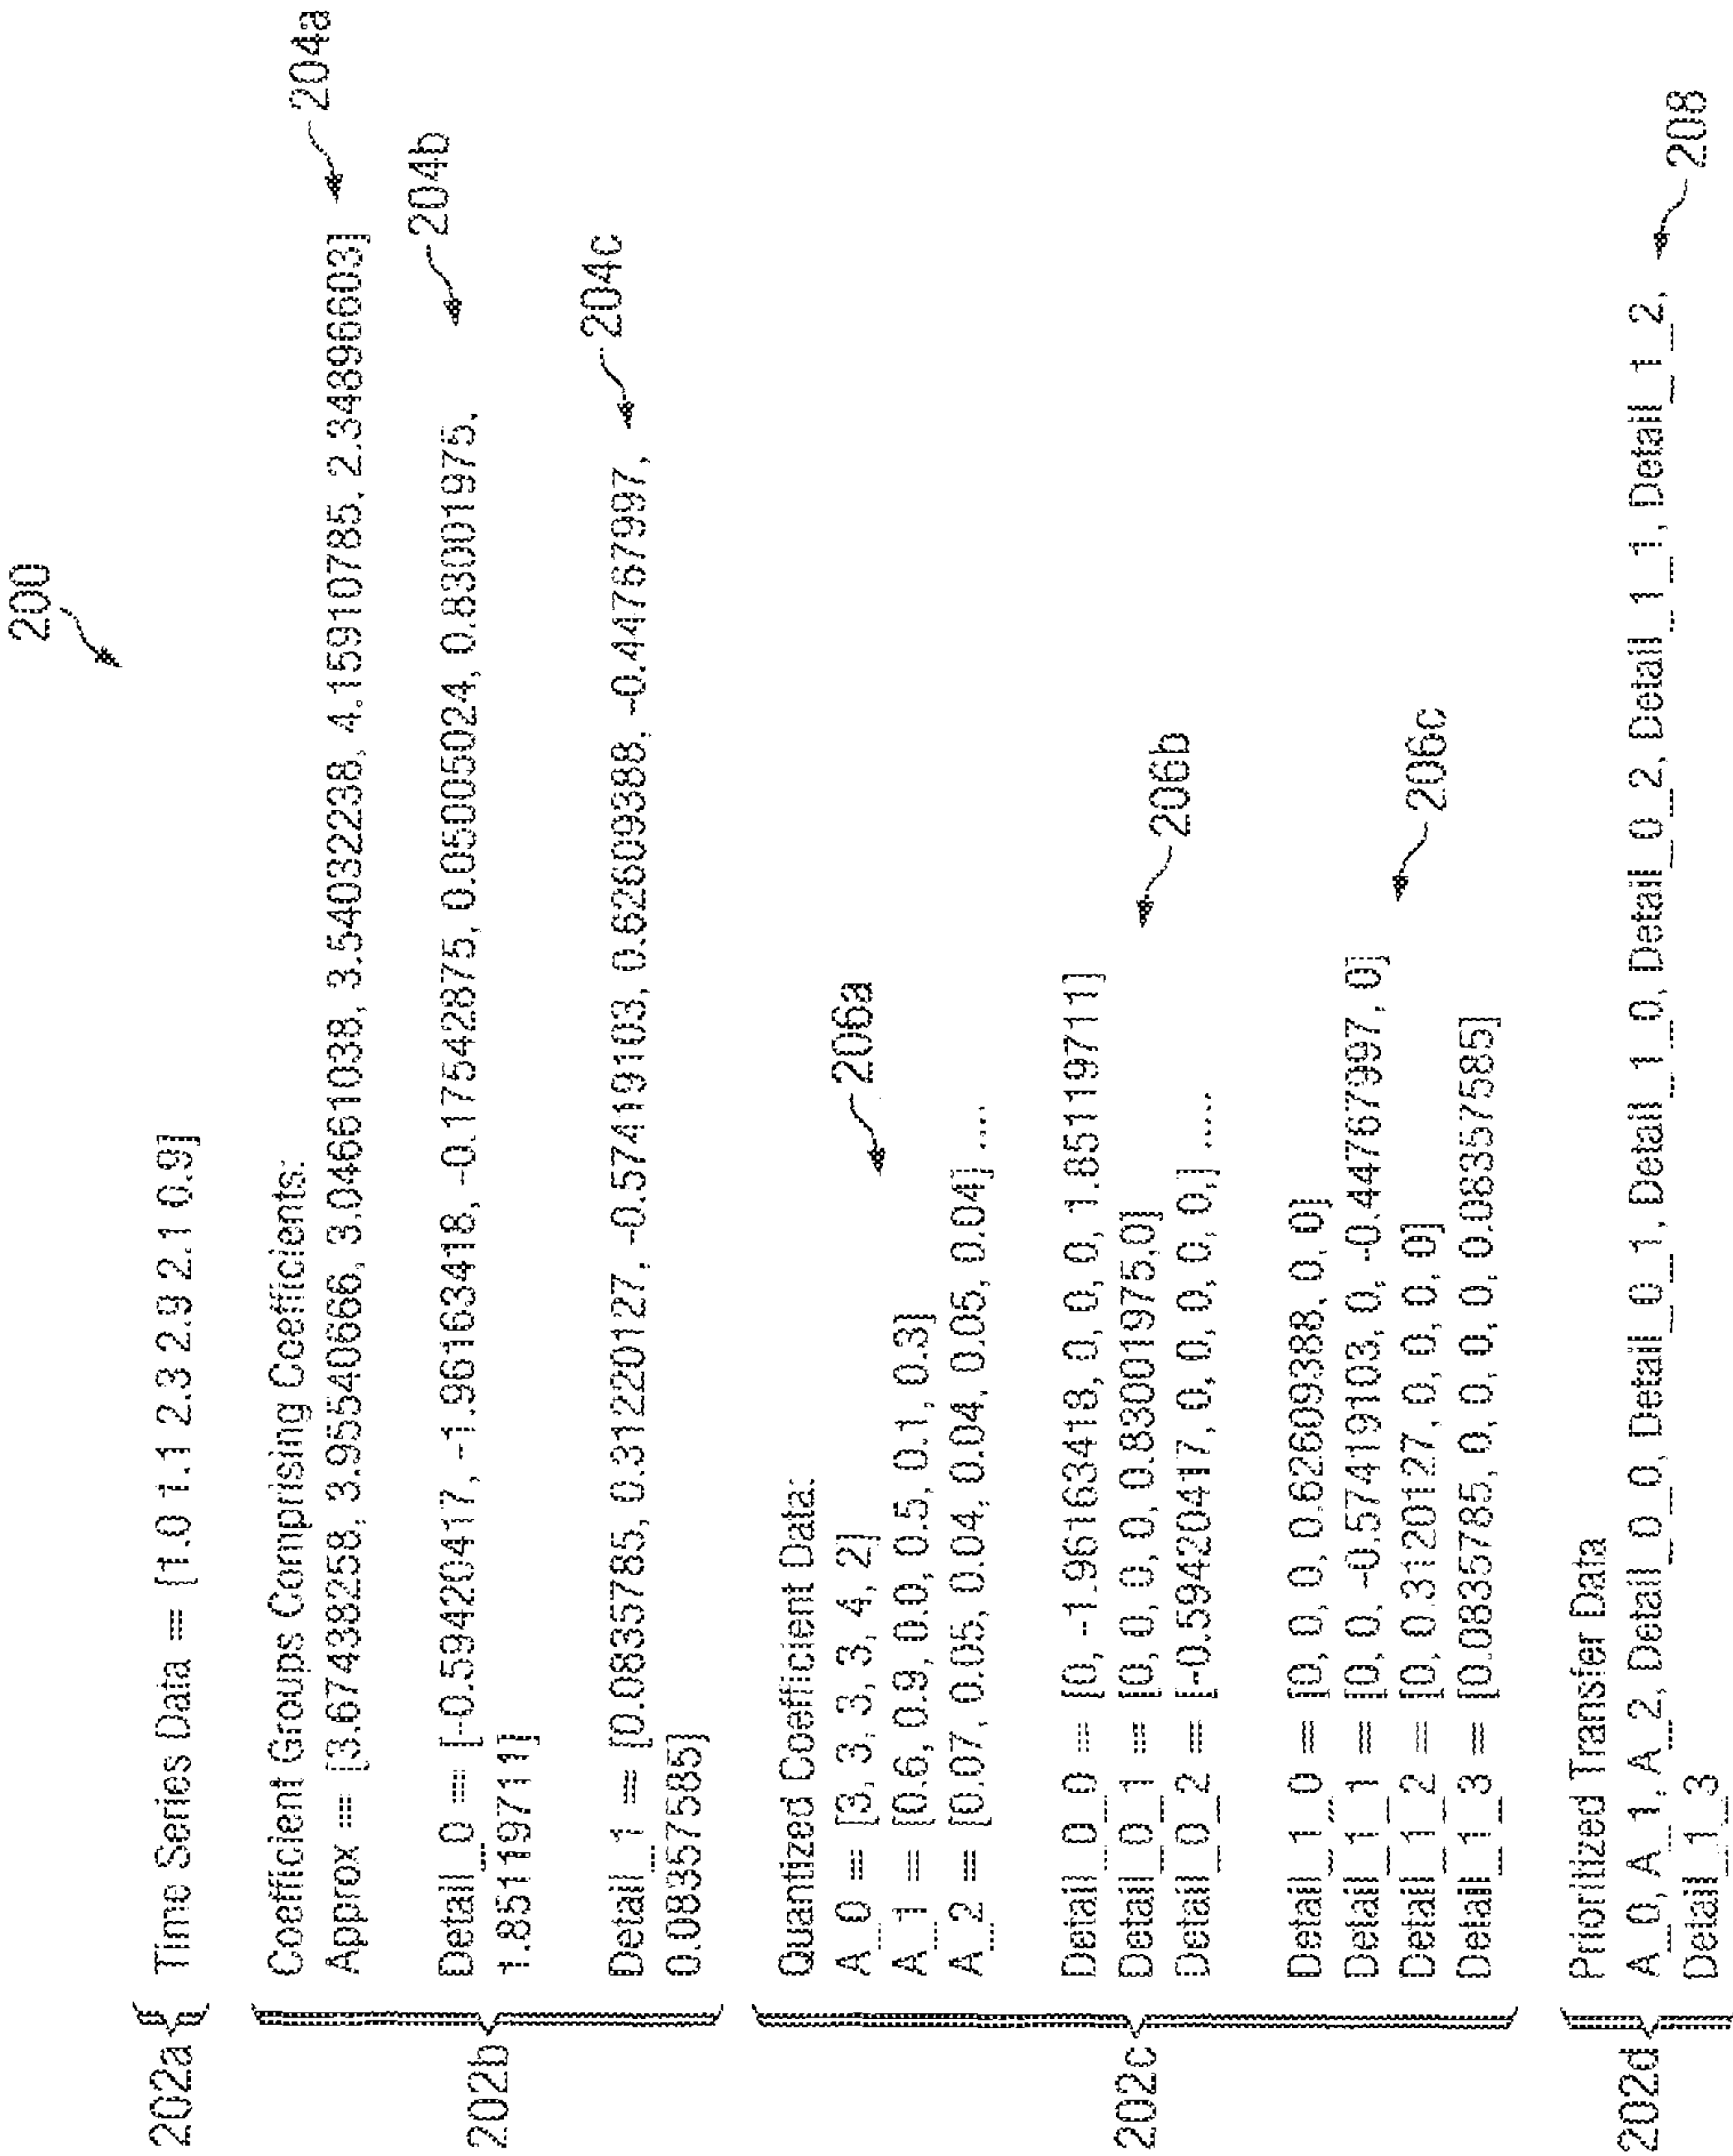 200
202a
Time Series Data = [1.0 1.1 2.3 2.9 2.1 0.9]
202b
Coefficient Groups Comprising Coefficients:
Approx = [3.67438258, 3.95540666, 3.04661038, 3.54032238, 4.15910785, 2.34896603]
204a
Detail_0 = [-0.59420417, -1.96163418, -0.17542875, 0.05005024, 0.83001975,
1.85119711]
204b
Detail_1 = [0.0835785, 0.31220127, -0.57419103, 0.62609388, -0.44767997,
0.08357585]
204c
202c
Quantized Coefficient Data:
A_0 = [3, 3, 3, 3, 4, 2]
A_1 = [0.6, 0.9, 0.0, 0.5, 0.1, 0.3]
A_2 = [0.07, 0.05, 0.04, 0.04, 0.05, 0.04] ....
206a
Detail_0_0 = [0, -1.96163418, 0, 0, 0, 1.85119711]
Detail_0_1 = [0, 0, 0, 0, 0.83001975,0]
Detail_0_2 = [-0.59420417, 0, 0, 0, 0, 0,] ....
206b
Detail_1_0 = [0, 0, 0, 0.62609388, 0, 0]
Detail_1_1 = [0, 0, -0.57419103, 0, -0.44767997, 0]
Detail_1_2 = [0, 0.3120127, 0, 0, 0, 0]
Detail_1_3 = [0.0835785, 0, 0, 0, 0, 0.08357585]
206c
202d
Prioritized Transfer Data
A_0, A_1, A_2, Detail_0_0, Detail_0_1, Detail_1_0, Detail_0_2, Detail_1_1, Detail_1_2,
Detail_1_3
208